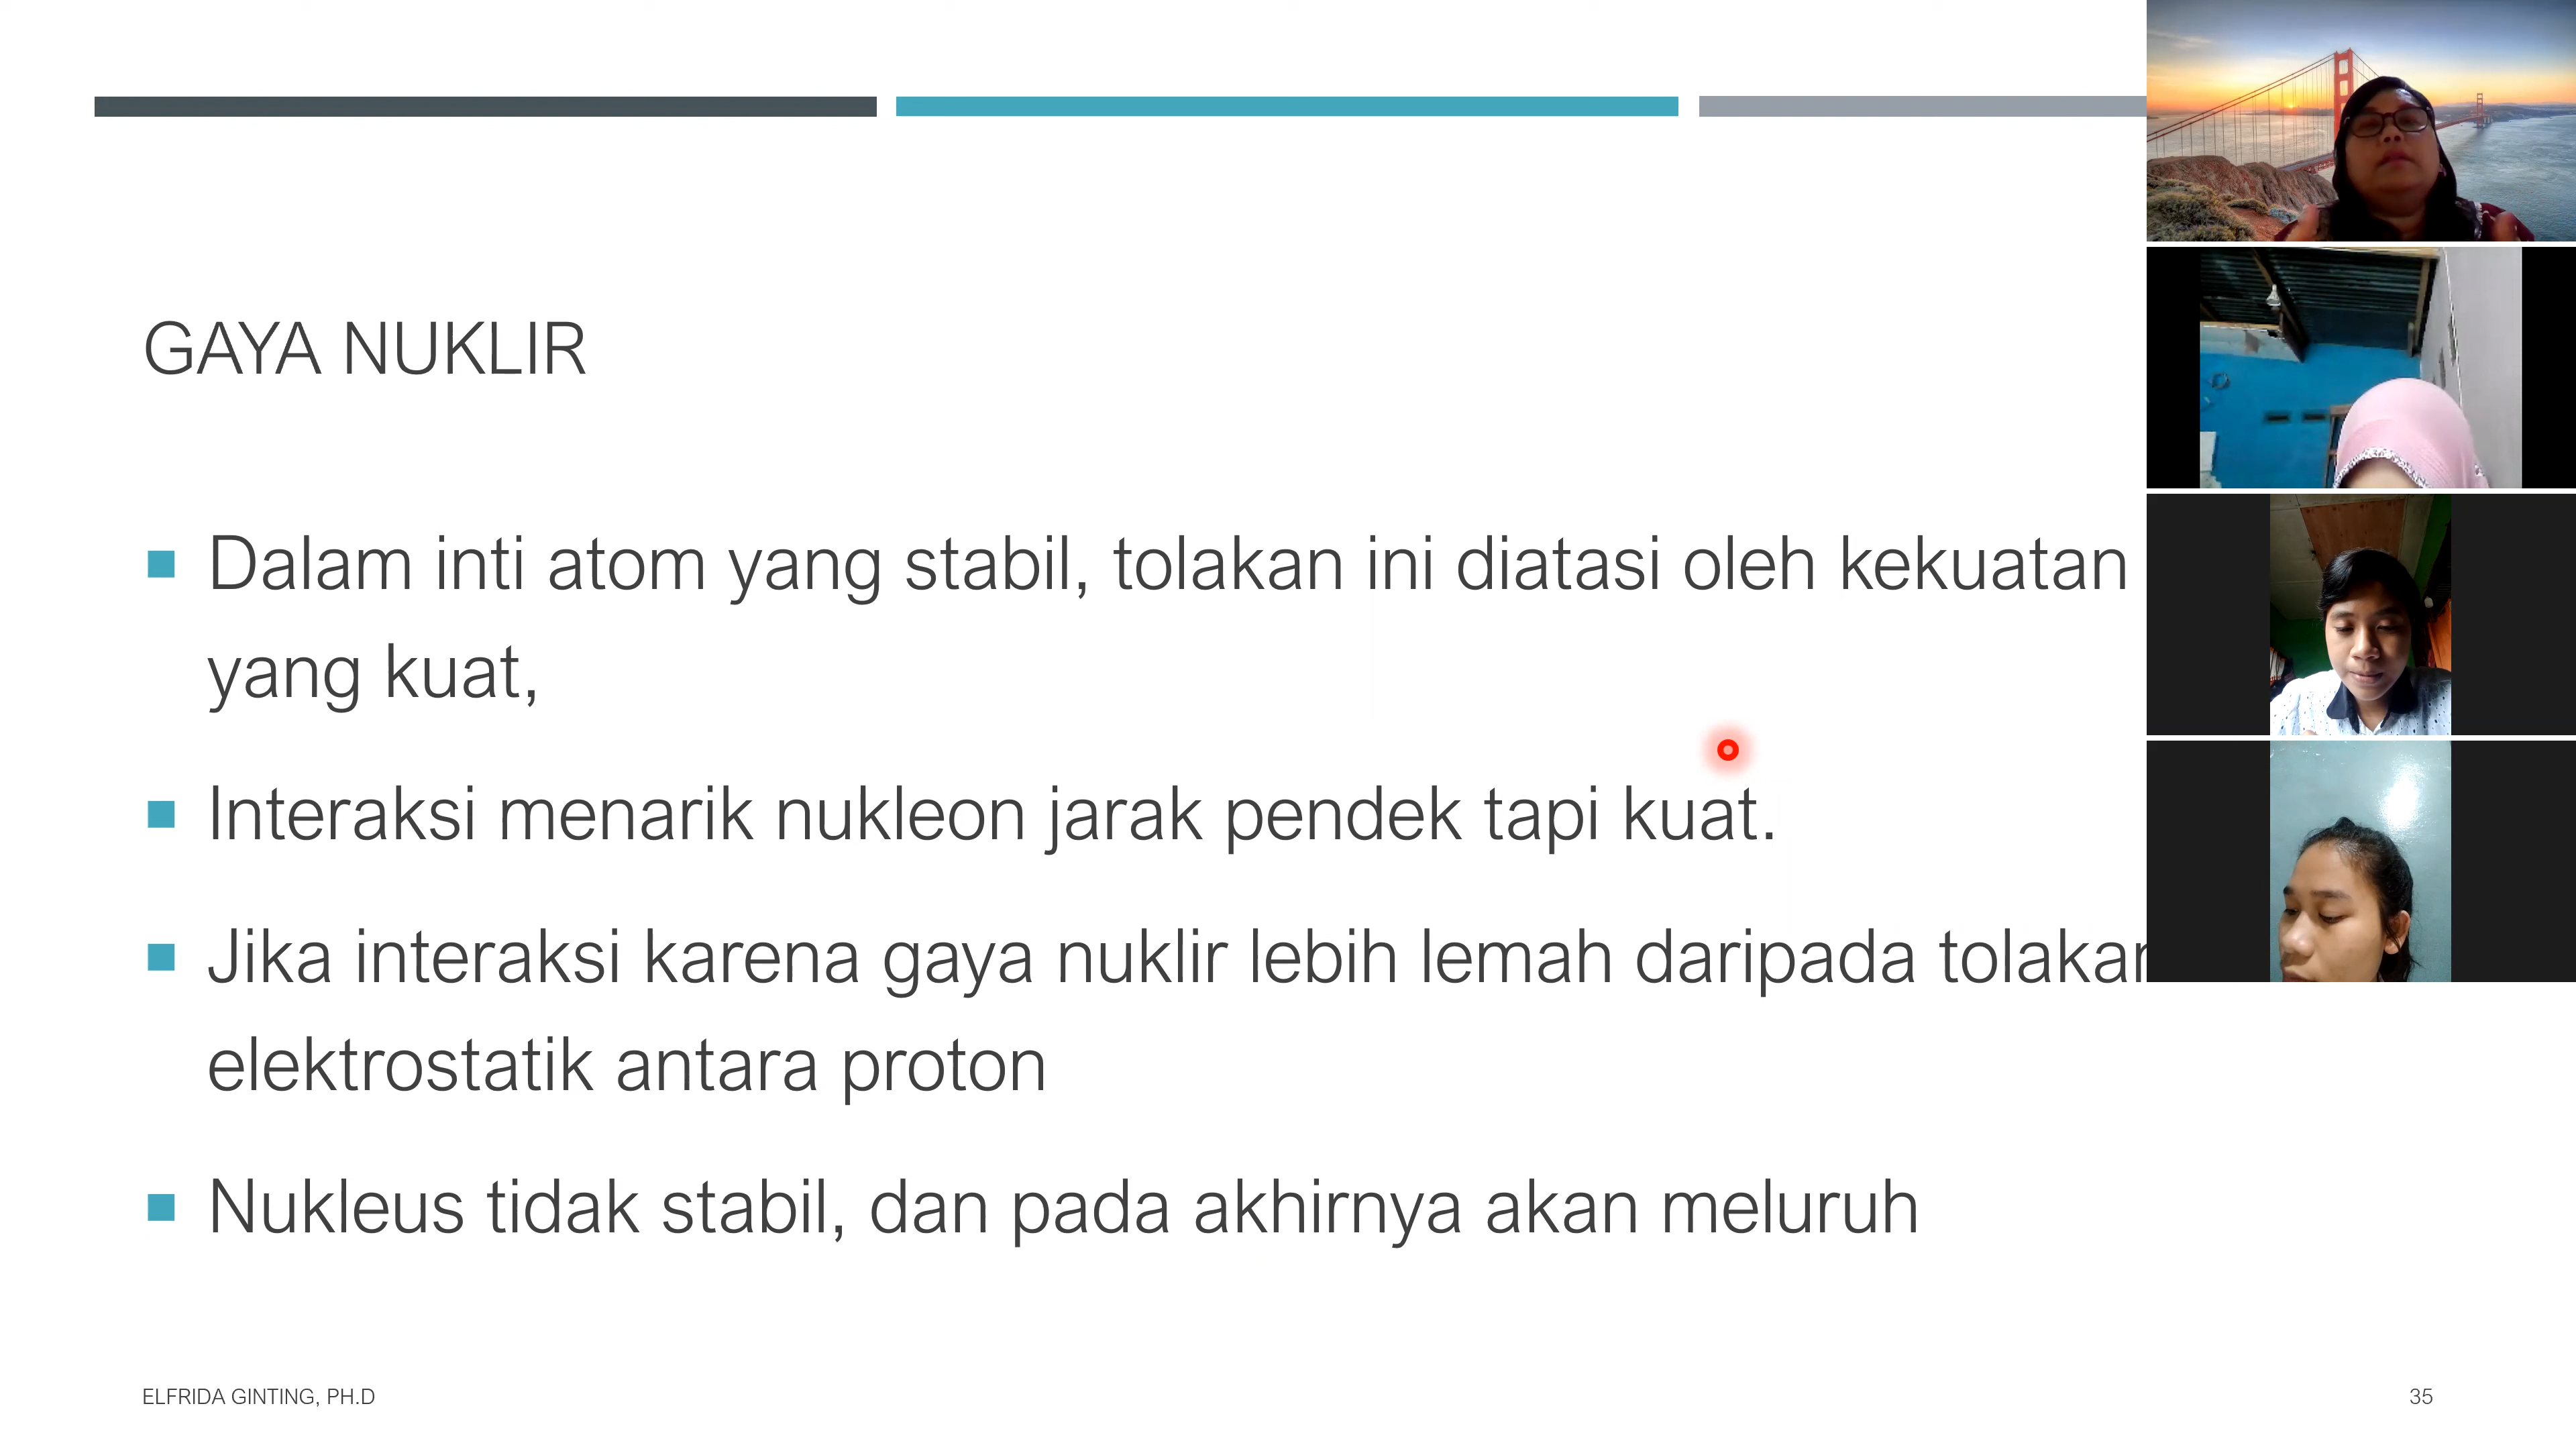 GAYA NUKLIR
Dalam inti atom yang stabil, tolakan ini diatasi oleh kekuatan
yang kuat,
Interaksi menarik nukleon jarak pendek tapi kuat.
Jika interaksi karena gaya nuklir lebih lemah daripada
elektrostatik antara proton
Nukleus tidak stabil, dan pada akhirnya akan meluruh
ELFRIDA GINTING, PH.D
35